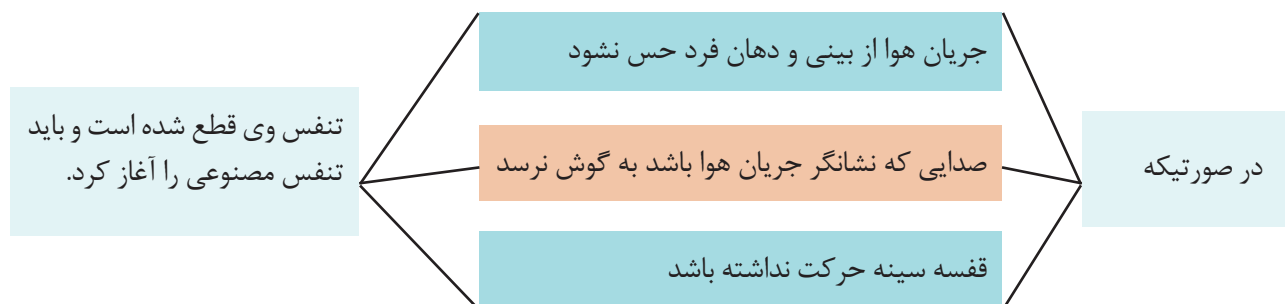 در صورتیکه
جریان هوا از بینی و دهان فرد حس نشود
صدایی که نشانگر جریان هوا باشد به گوش نرسد
قفسه سینه حرکت نداشته باشد
تنفس وی قطع شده است و باید
تنفس مصنوعی را آغاز کرد.